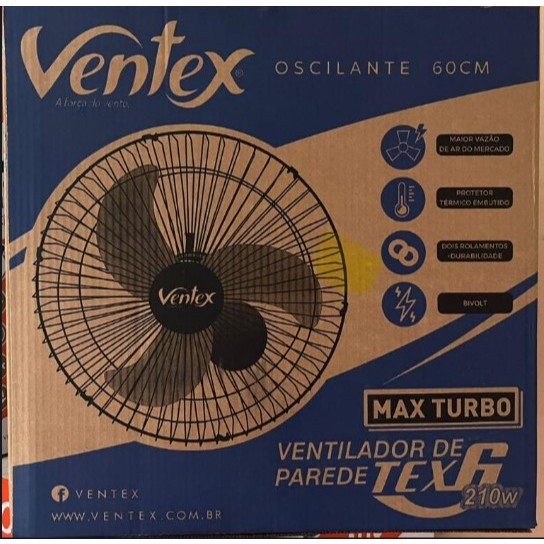 Ventex®
A força do vento.
OSCILANTE 60CM
MAIOR VAZÃO
DE AR DO MERCADO
PROTETOR
TÉRMICO EMBUTIDO
DOIS ROLAMENTOS
+DURABILIDADE
BIVOLT
Ventex
MAX TURBO
VENTILADOR DE
PAREDE TEX6
210W
VENTEX
WWW.VENTEX.COM.BR